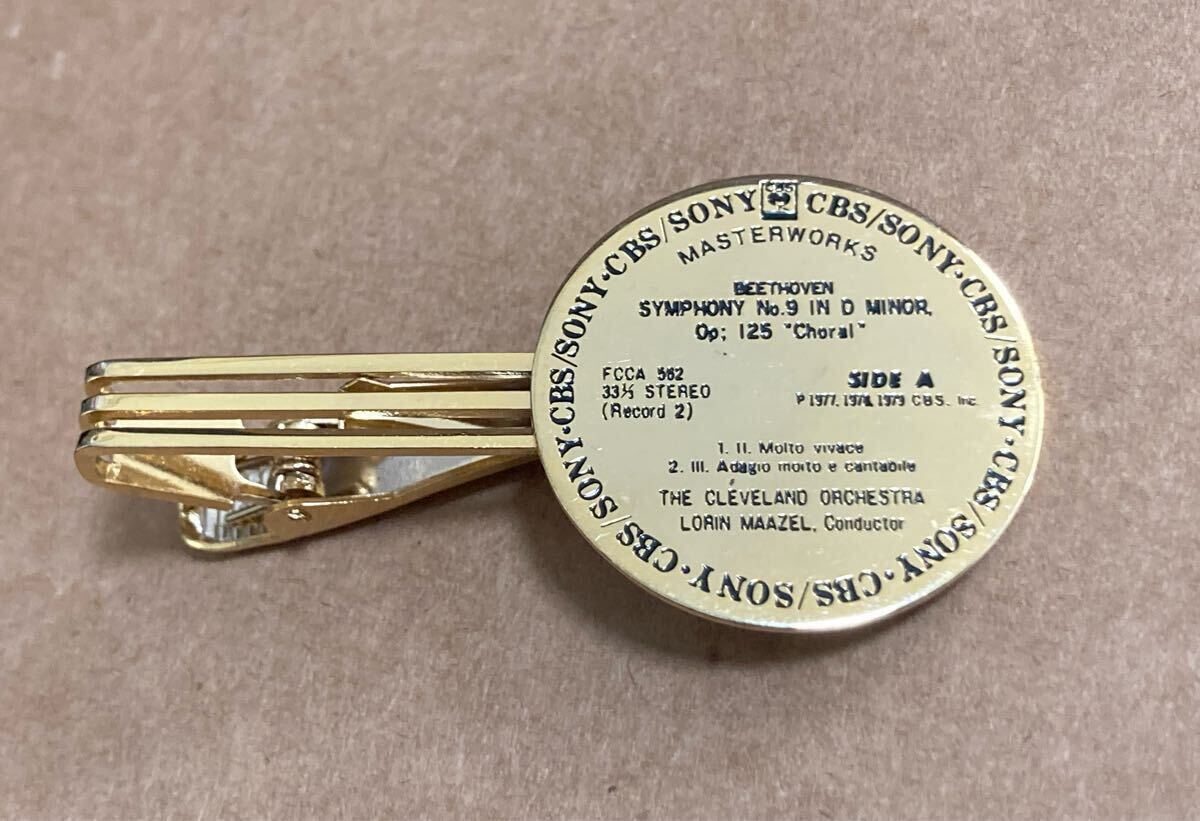 CBS
CBS/SONY·CBS/SONY·CBS/SONY·CBS/SONY·CBS/SONY·CBS/SONY·CBS/SONY·CBS/SONY
MASTERWORKS
BEETHOVEN
SYMPHONY No.9 IN D MINOR,
Op; 125 "Choral"
FCCA 562
SIDE A
33⅓ STEREO
℗ 1977, 1978, 1979 CBS. Inc.
(Record 2)
1. II. Molto vivace
2. III. Adagio molto e cantabile
THE CLEVELAND ORCHESTRA
LORIN MAAZEL, Conductor